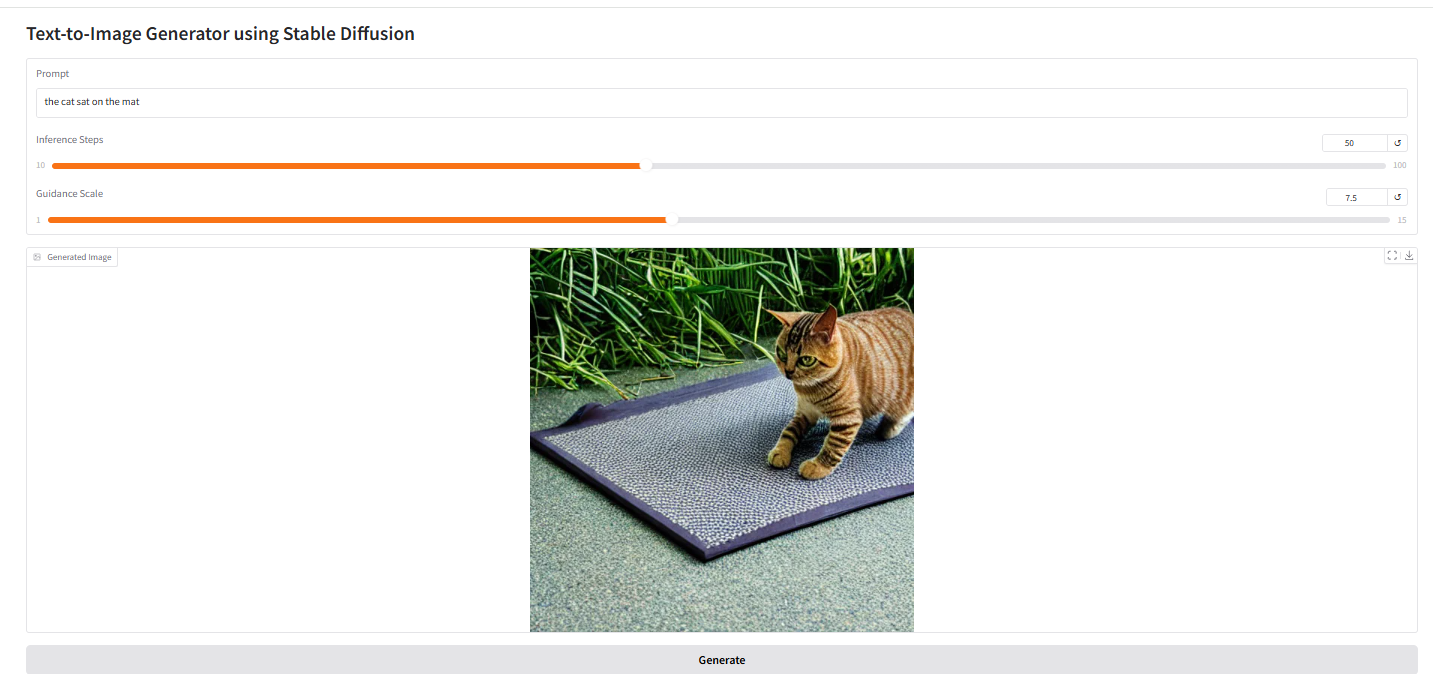 Text-to-Image Generator using Stable Diffusion
Prompt
the cat sat on the mat
Inference Steps
50
10
100
Guidance Scale
7.5
1
15
Generated Image
Generate